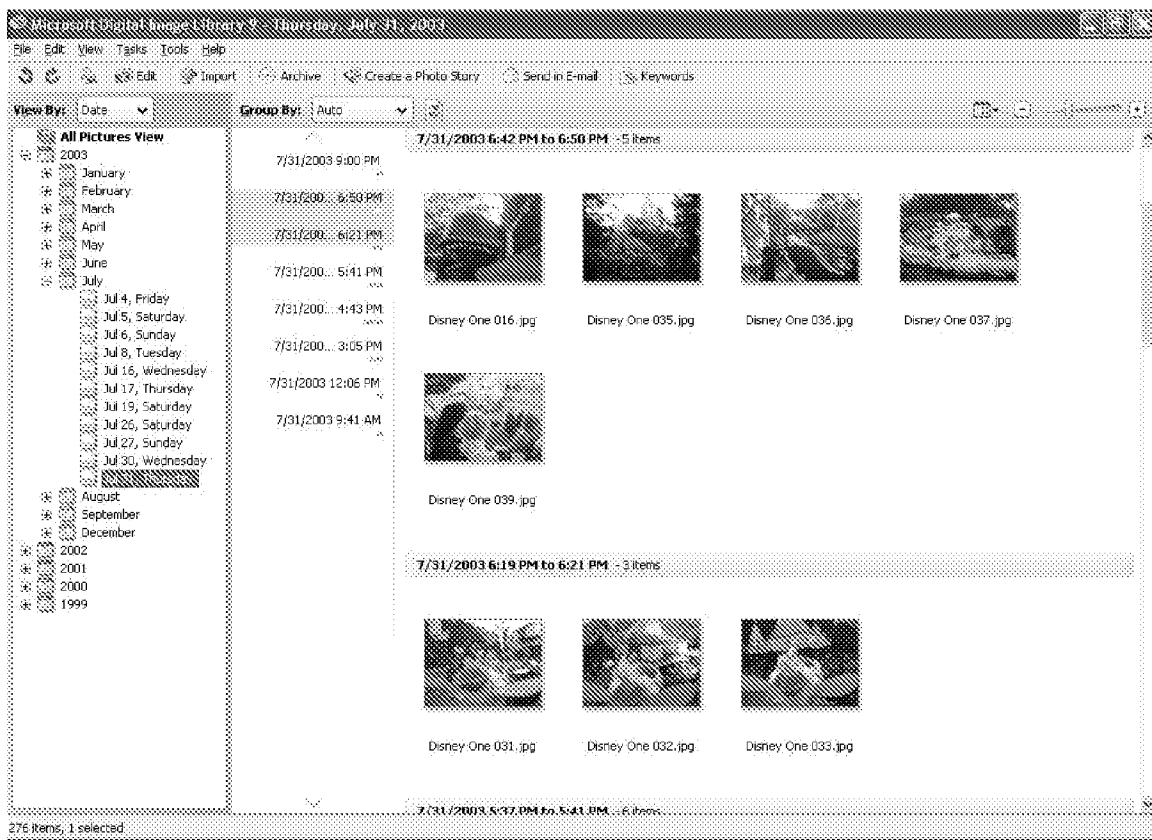 Microsoft Digital Image Library 9 - Thursday, July 31, 2003
File Edit View Tasks Tools Help
Edit Import Archive Create a Photo Story Send in E-mail Keywords
View By: Date
Group By: Auto
All Pictures View
2003
January
February
March
April
May
June
July
Jul 4, Friday
Jul 5, Saturday
Jul 6, Sunday
Jul 8, Tuesday
Jul 16, Wednesday
Jul 17, Thursday
Jul 19, Saturday
Jul 26, Saturday
Jul 27, Sunday
Jul 30, Wednesday
August
September
December
2002
2001
2000
1999
7/31/2003 9:00 PM
7/31/200... 6:50 PM
7/31/200... 6:21 PM
7/31/200... 5:41 PM
7/31/200... 4:43 PM
7/31/200... 3:05 PM
7/31/2003 12:06 PM
7/31/2003 9:41 AM
7/31/2003 6:42 PM to 6:50 PM - 5 items
Disney One 016.jpg Disney One 035.jpg Disney One 036.jpg Disney One 037.jpg
Disney One 039.jpg
7/31/2003 6:19 PM to 6:21 PM - 3 items
Disney One 031.jpg Disney One 032.jpg Disney One 033.jpg
7/31/2003 5:37 PM to 5:41 PM - 6 items
276 items, 1 selected